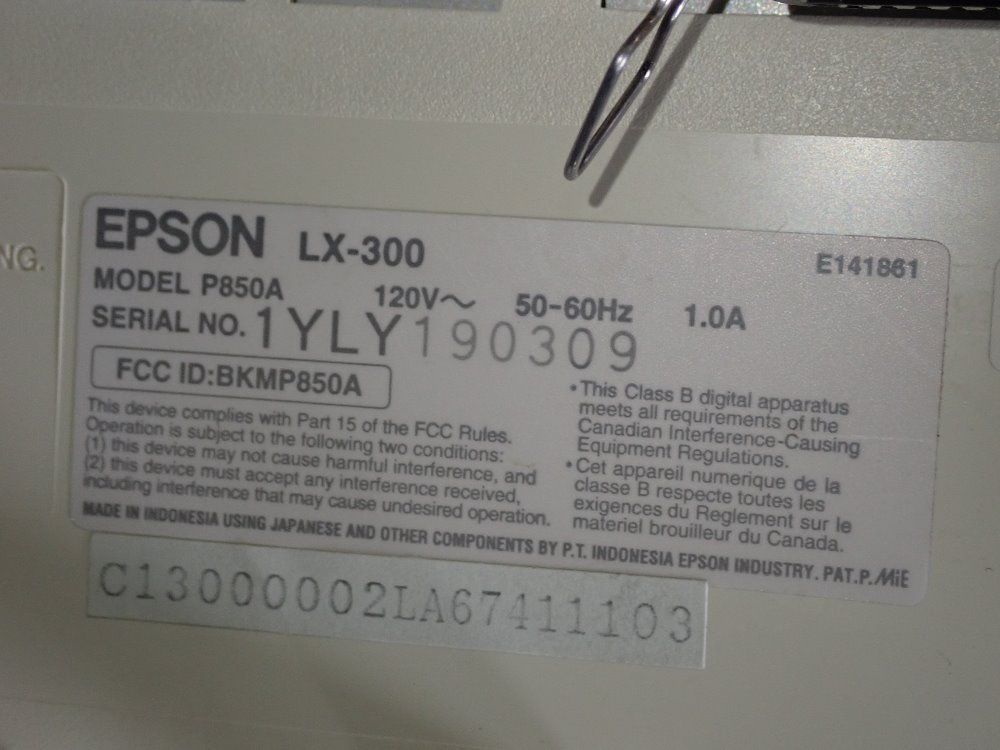 NG.
EPSON LX-300 E141861
MODEL P850A 120V～ 50-60Hz 1.0A
SERIAL NO. 1YLY190309
FCC ID:BKMP850A
This device complies with Part 15 of the FCC Rules.
Operation is subject to the following two conditions:
(1) this device may not cause harmful interference, and
(2) this device must accept any interference received,
including interference that may cause undesired operation.
•This Class B digital apparatus
meets all requirements of the
Canadian Interference-Causing
Equipment Regulations.
•Cet appareil numerique de la
classe B respecte toutes les
exigences du Reglement sur le
materiel brouilleur du Canada.
MADE IN INDONESIA USING JAPANESE AND OTHER COMPONENTS BY P.T. INDONESIA EPSON INDUSTRY. PAT.P. MiE
C13000002LA67411103